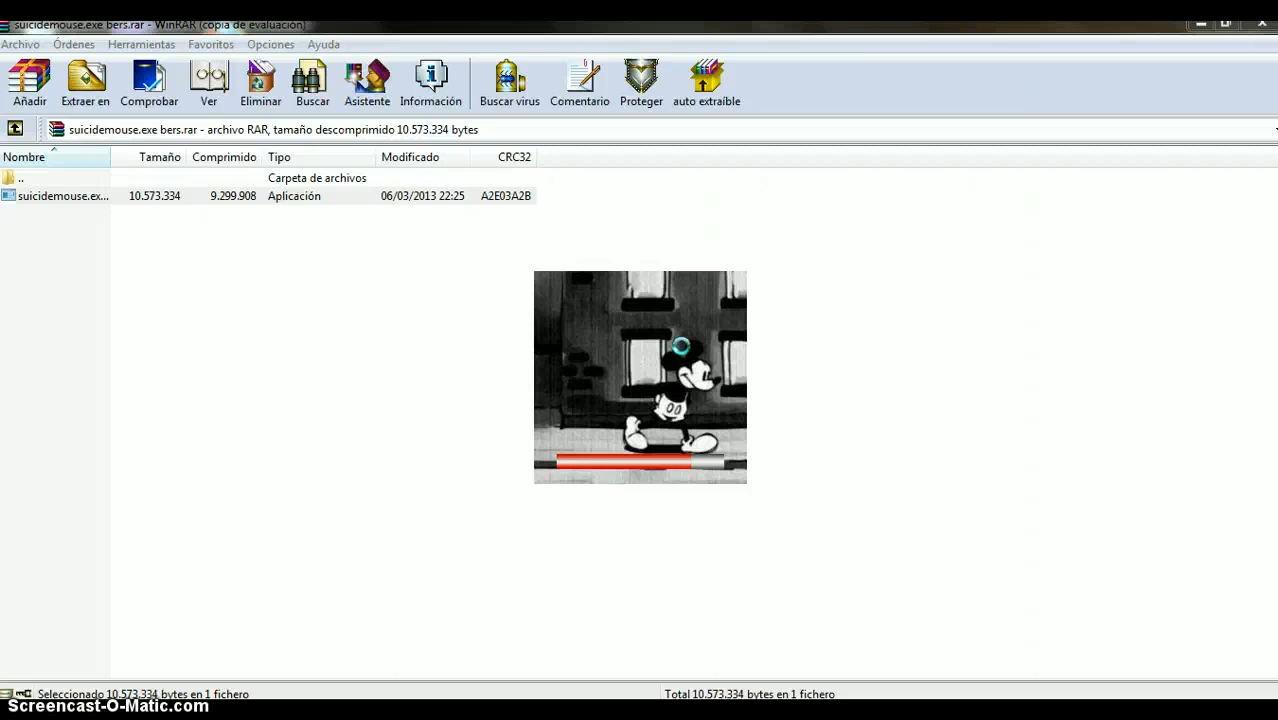 suicidemouse.exe bers.rar - WinRAR (copia de evaluación)
Archivo Órdenes Herramientas Favoritos Opciones Ayuda
Añadir Extraer en Comprobar Ver Eliminar Buscar Asistente Información Buscar virus Comentario Proteger auto extraíble
suicidemouse.exe bers.rar - archivo RAR, tamaño descomprimido 10.573.334 bytes
Nombre Tamaño Comprimido Tipo Modificado CRC32
.. Carpeta de archivos
suicidemouse.ex... 10.573.334 9.299.908 Aplicación 06/03/2013 22:25 A2E03A2B
Seleccionado 10.573.334 bytes en 1 fichero Total 10.573.334 bytes en 1 fichero
Screencast-O-Matic.com